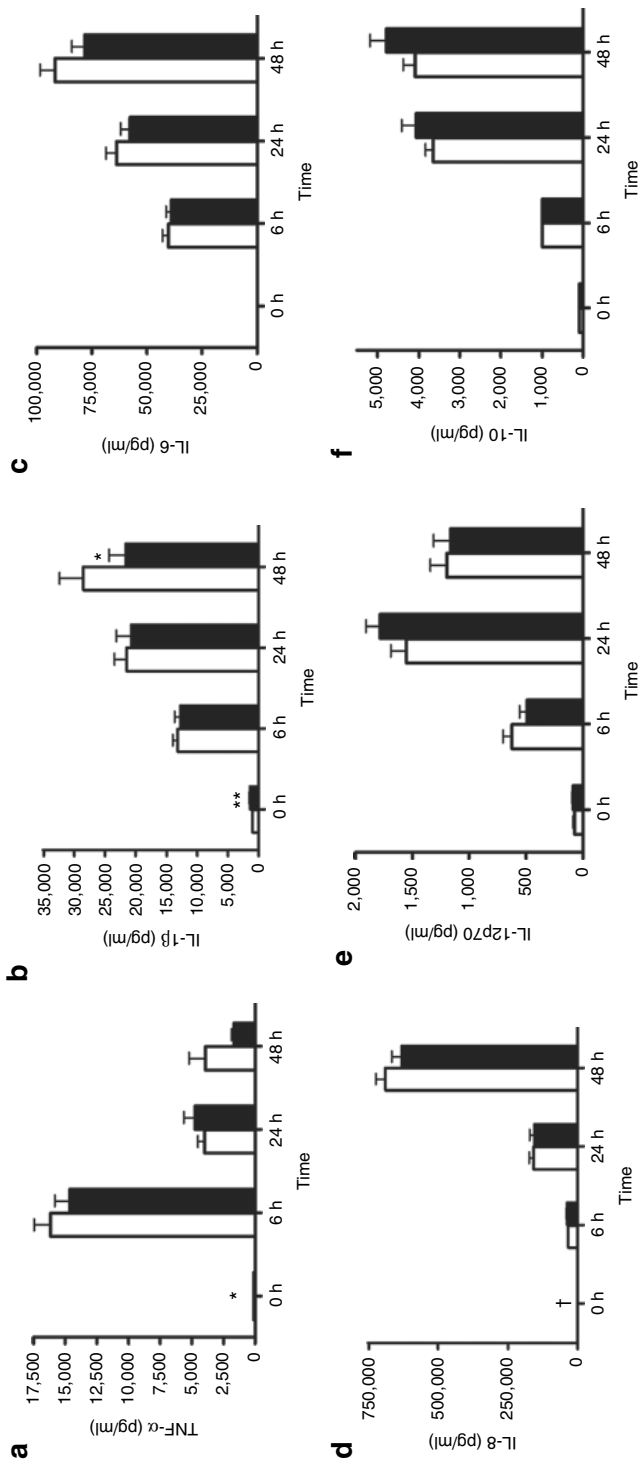 a
TNF-α (pg/ml)
17,500
15,000
12,500
10,000
7,500
5,000
2,500
0
*
0 h
6 h
24 h
48 h
Time
b
IL-1β (pg/ml)
35,000
30,000
25,000
20,000
15,000
10,000
5,000
0
**
*
0 h
6 h
24 h
48 h
Time
c
IL-6 (pg/ml)
100,000
75,000
50,000
25,000
0
0 h
6 h
24 h
48 h
Time
d
IL-8 (pg/ml)
750,000
500,000
250,000
0
†
0 h
6 h
24 h
48 h
Time
e
IL-12p70 (pg/ml)
2,000
1,500
1,000
500
0
0 h
6 h
24 h
48 h
Time
f
IL-10 (pg/ml)
5,000
4,000
3,000
2,000
1,000
0
0 h
6 h
24 h
48 h
Time